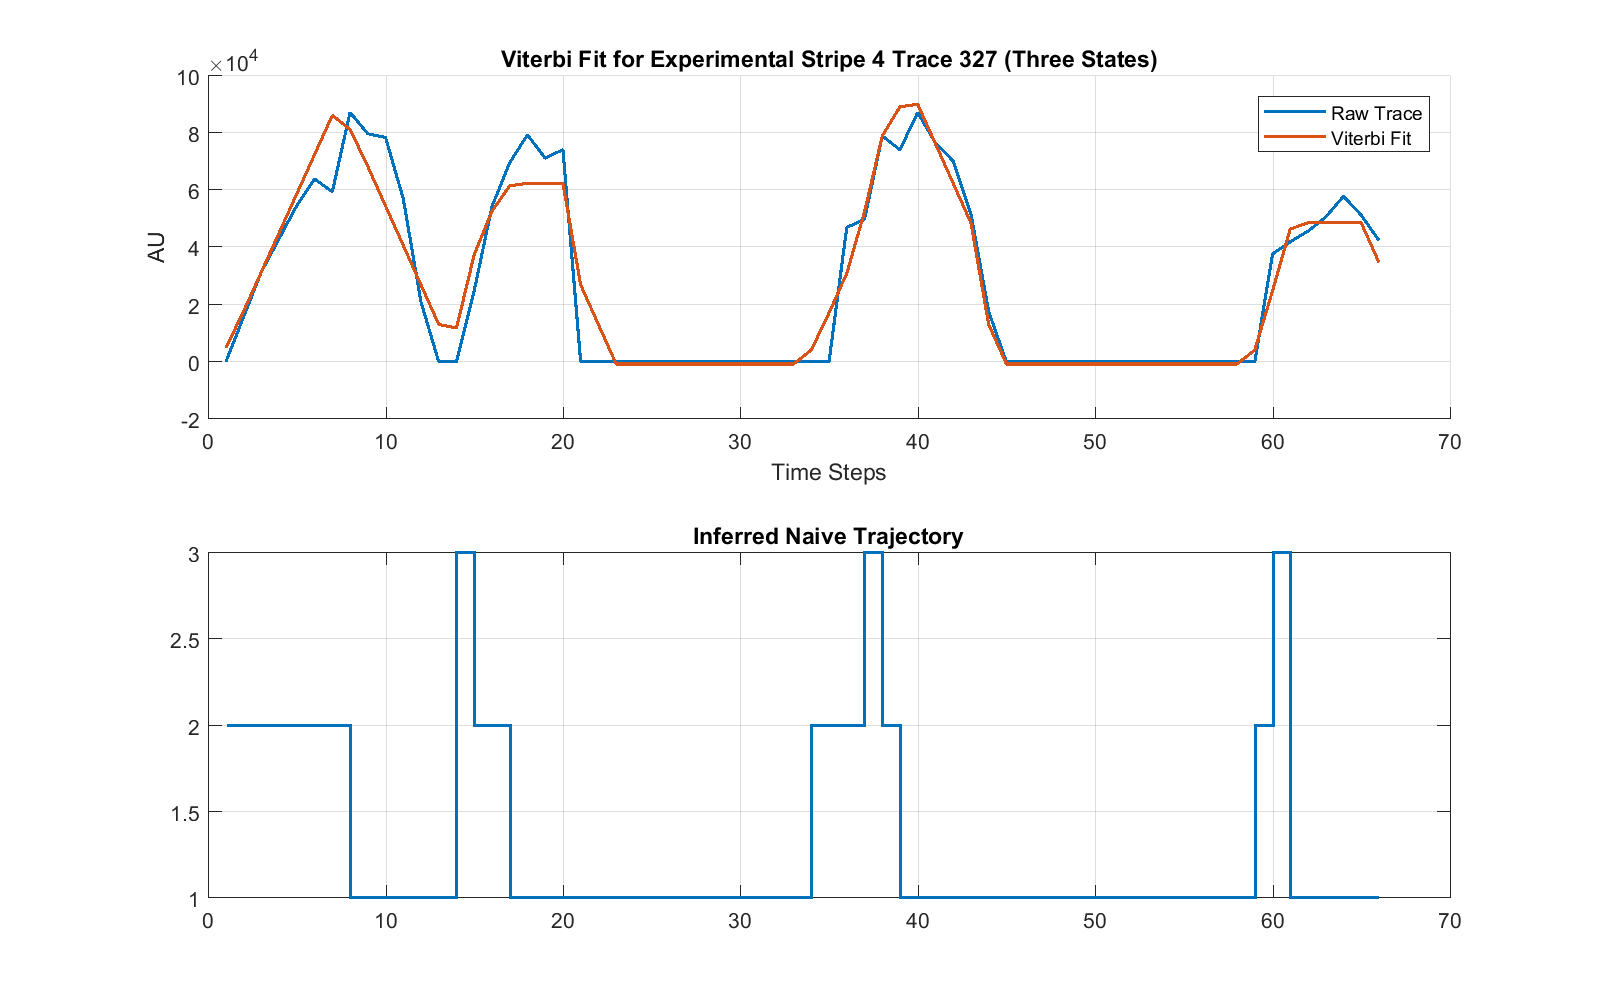 Viterbi Fit for Experimental Stripe 4 Trace 327 (Three States)
×10^4
10
8
6
4
2
0
-2
AU
Raw Trace
Viterbi Fit
0 10 20 30 40 50 60 70
Time Steps
Inferred Naive Trajectory
3
2.5
2
1.5
1
0 10 20 30 40 50 60 70